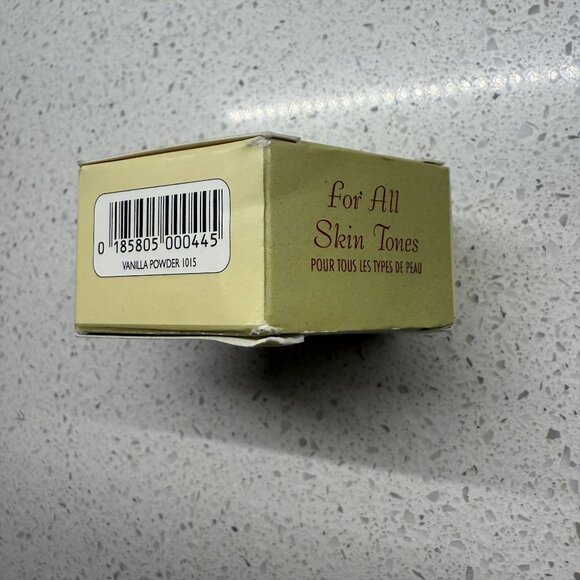 0 185805 000445
VANILLA POWDER 1015
For All
Skin Tones
POUR TOUS LES TYPES DE PEAU